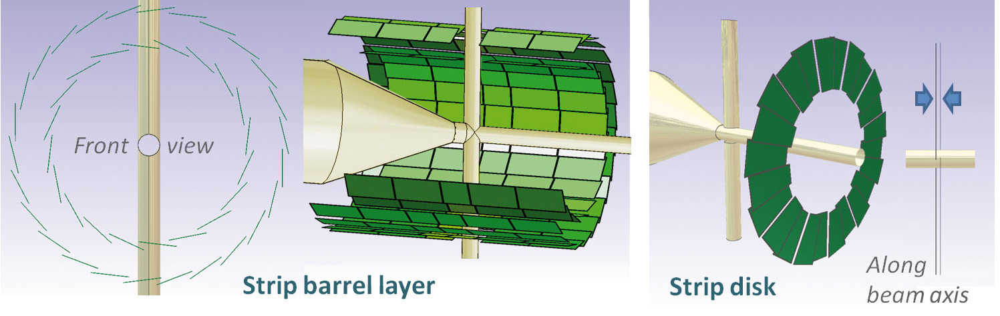 Front view
Strip barrel layer
Strip disk
Along
beam axis